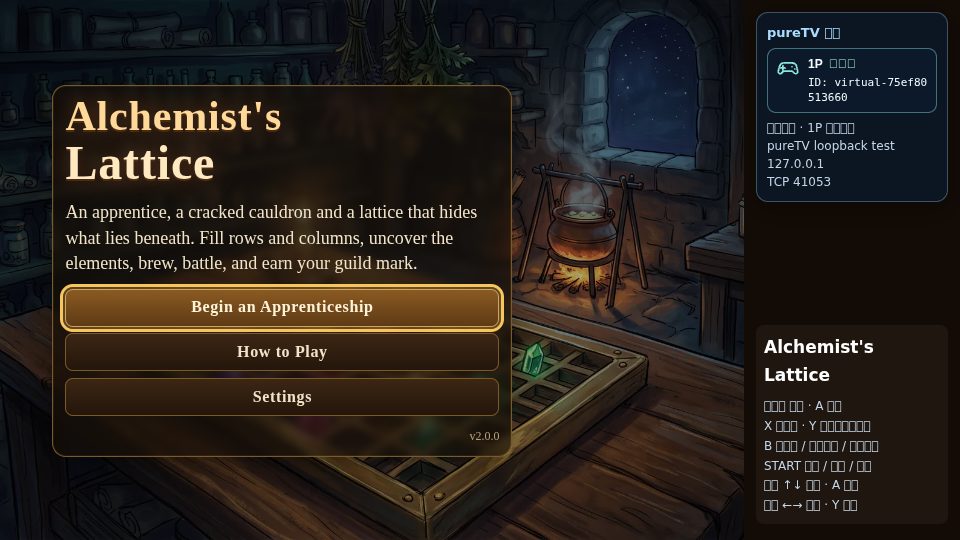 Alchemist's
Lattice
An apprentice, a cracked cauldron and a lattice that hides
what lies beneath. Fill rows and columns, uncover the
elements, brew, battle, and earn your guild mark.
Begin an Apprenticeship
How to Play
Settings
v2.0.0
pureTV
1P
ID: virtual-75ef80
513660
· 1P
pureTV loopback test
127.0.0.1
TCP 41053
Alchemist's
Lattice
· A
X · Y
B / /
START / /
↑↓ · A
←→ · Y